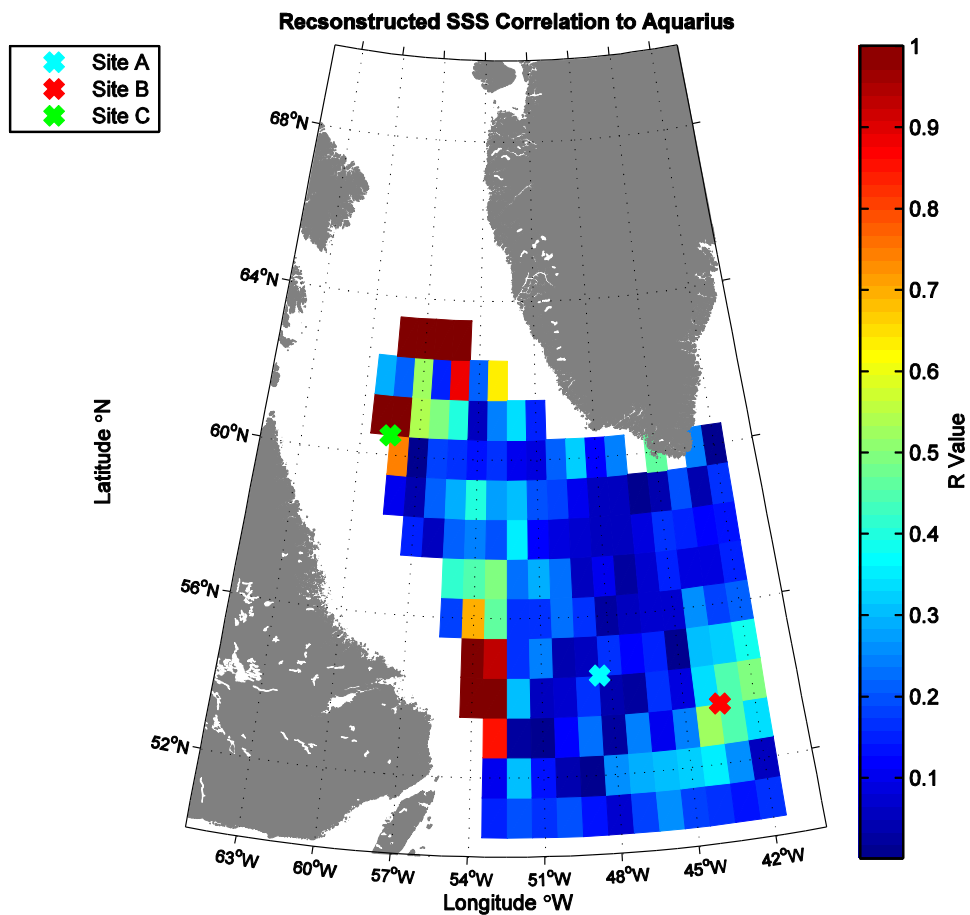 Recsonstructed SSS Correlation to Aquarius
Site A
Site B
Site C
68°N
64°N
60°N
56°N
52°N
Latitude °N
63°W
60°W
57°W
54°W
51°W
48°W
45°W
42°W
Longitude °W
1
0.9
0.8
0.7
0.6
0.5
0.4
0.3
0.2
0.1
R Value